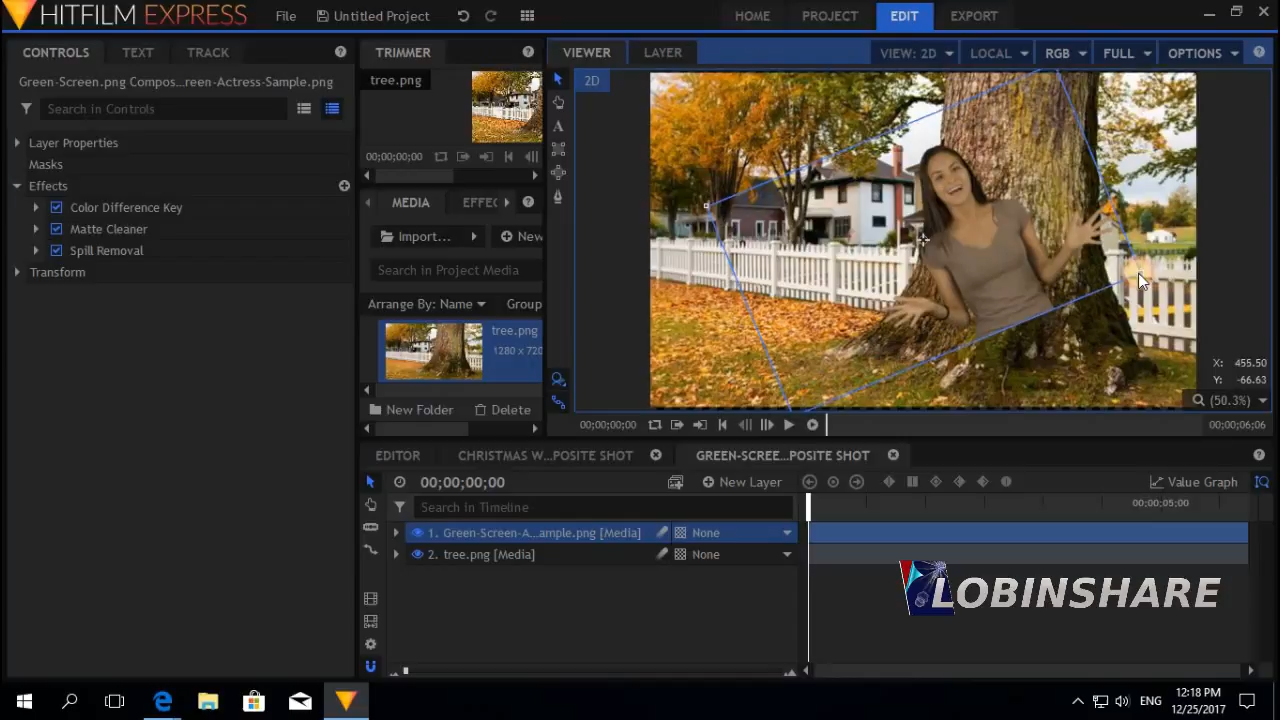 HITFILM EXPRESS File Untitled Project HOME PROJECT EDIT EXPORT
CONTROLS TEXT TRACK TRIMMER VIEWER LAYER VIEW: 2D LOCAL RGB FULL OPTIONS
Green-Screen.png Compos...reen-Actress-Sample.png tree.png 2D
Search in Controls
Layer Properties
00;00;00;00
Masks
Effects
Color Difference Key
Matte Cleaner
Spill Removal
Transform
MEDIA EFFEC
Import... New
Search in Project Media
Arrange By: Name Group
tree.png
1280 x 720
New Folder Delete
X: 455.50
Y: -66.63
(50.3%)
00;00;00;00 00;00;06;06
EDITOR CHRISTMAS W...POSITE SHOT GREEN-SCREE...POSITE SHOT
00;00;00;00 New Layer Value Graph
Search in Timeline 00;00;05;00
1. Green-Screen-A...ample.png [Media] None
2. tree.png [Media] None
LOBINSHARE
ENG 12:18 PM
12/25/2017